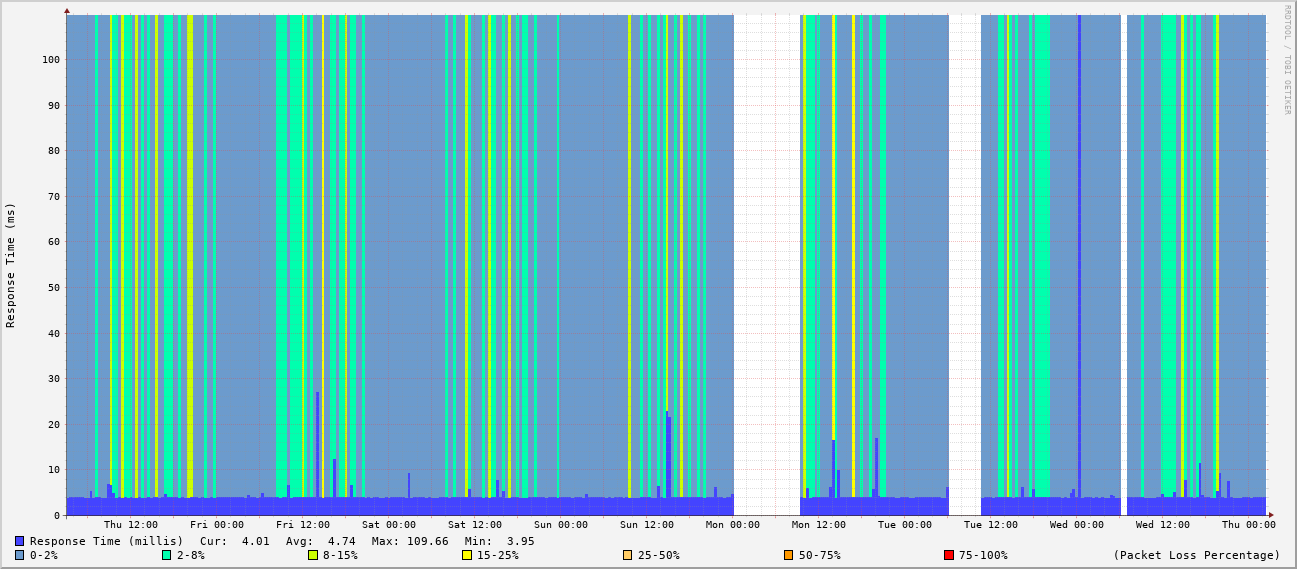 RRDTOOL / TOBI OETIKER
Response Time (ms)
100
90
80
70
60
50
40
30
20
10
0
Thu 12:00 Fri 00:00 Fri 12:00 Sat 00:00 Sat 12:00 Sun 00:00 Sun 12:00 Mon 00:00 Mon 12:00 Tue 00:00 Tue 12:00 Wed 00:00 Wed 12:00 Thu 00:00
Response Time (millis) Cur: 4.01 Avg: 4.74 Max: 109.66 Min: 3.95
0-2% 2-8% 8-15% 15-25% 25-50% 50-75% 75-100% (Packet Loss Percentage)